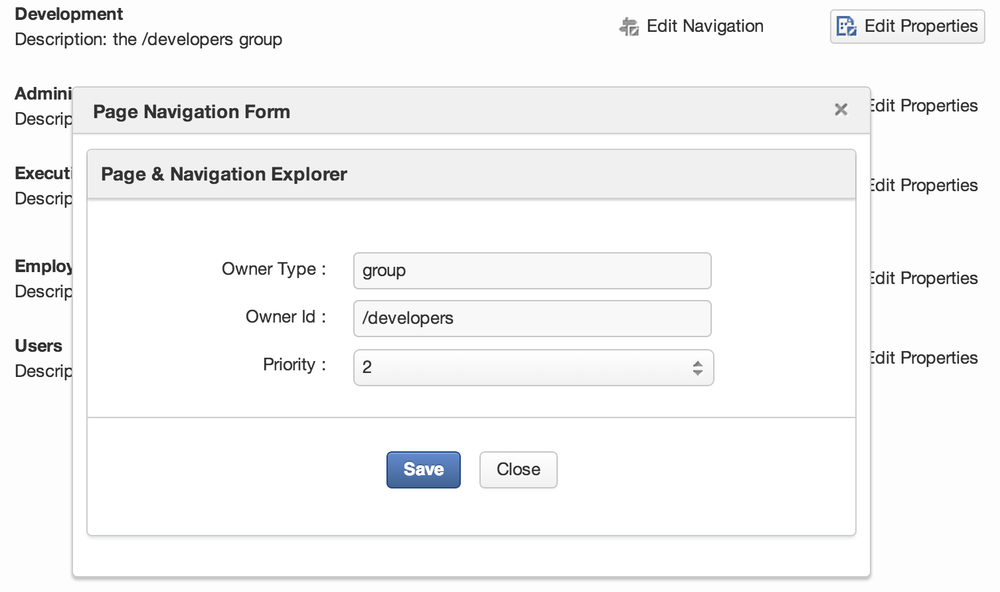 Development
Description: the /developers group
Edit Navigation
Edit Properties
Admini
Descrip
Edit Properties
Page Navigation Form
Page & Navigation Explorer
Executi
Descrip
Edit Properties
Owner Type :
group
Employ
Descrip
Edit Properties
Owner Id :
/developers
Users
Descrip
Edit Properties
Priority :
2
Save
Close